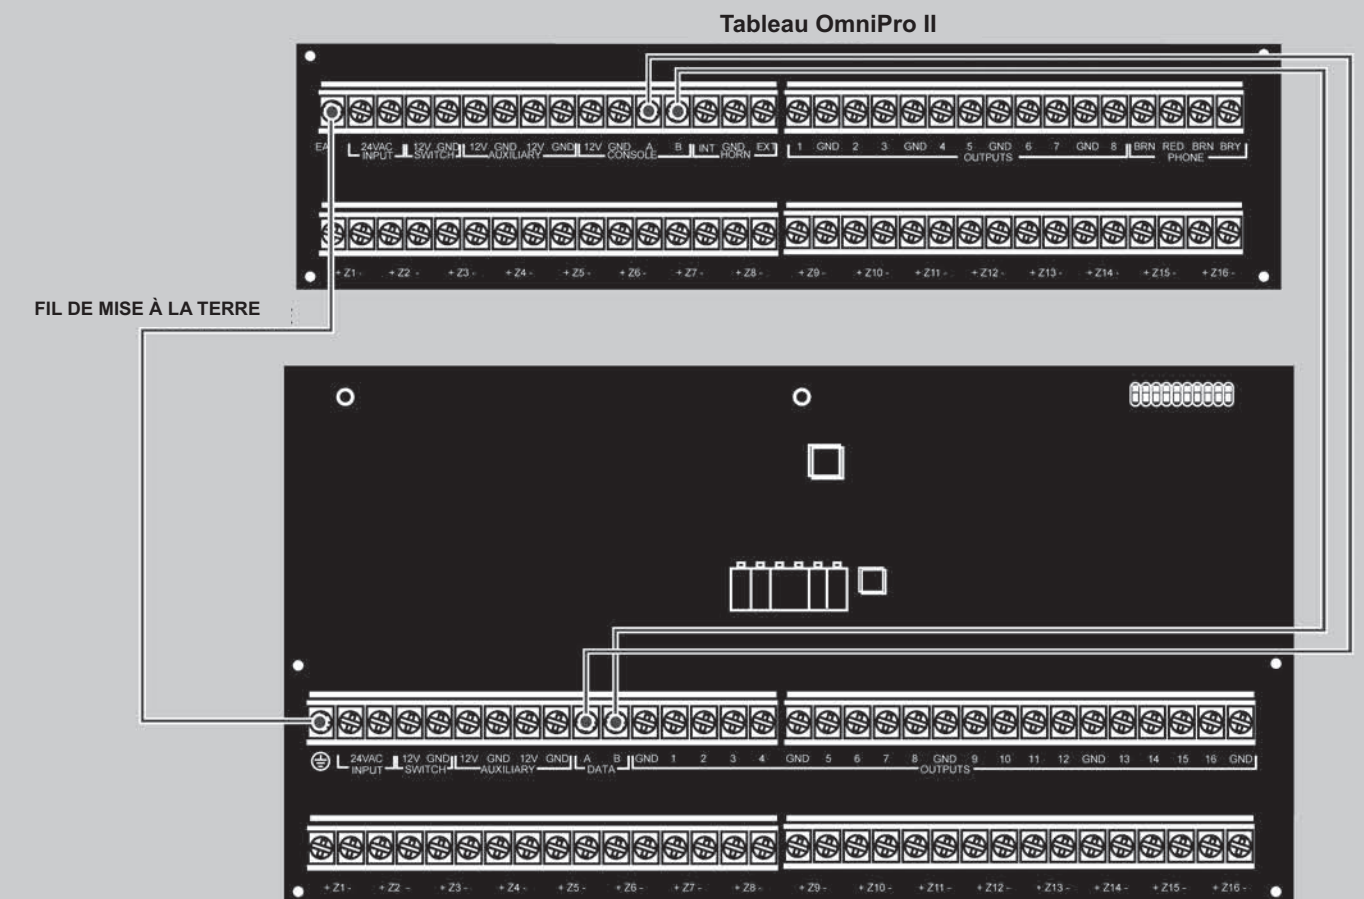 Tableau OmniPro II
24VAC 12V GND 12V GND 12V GND 12V GND A B INT GND EXT 1 GND 2 3 GND 4 5 GND 6 7 GND 8 BRN RED BRN BRY
INPUT SWITCH AUXILIARY CONSOLE HORN OUTPUTS PHONE
+ Z1 - + Z2 - + Z3 - + Z4 - + Z5 - + Z6 - + Z7 - + Z8 - + Z9 - + Z10 - + Z11 - + Z12 - + Z13 - + Z14 - + Z15 - + Z16 -
FIL DE MISE À LA TERRE
24VAC 12V GND 12V GND 12V GND A B GND 1 2 3 4 GND 5 6 7 8 GND 9 10 11 12 GND 13 14 15 16 GND
INPUT SWITCH AUXILIARY DATA OUTPUTS
+ Z1 - + Z2 - + Z3 - + Z4 - + Z5 - + Z6 - + Z7 - + Z8 - + Z9 - + Z10 - + Z11 - + Z12 - + Z13 - + Z14 - + Z15 - + Z16 -